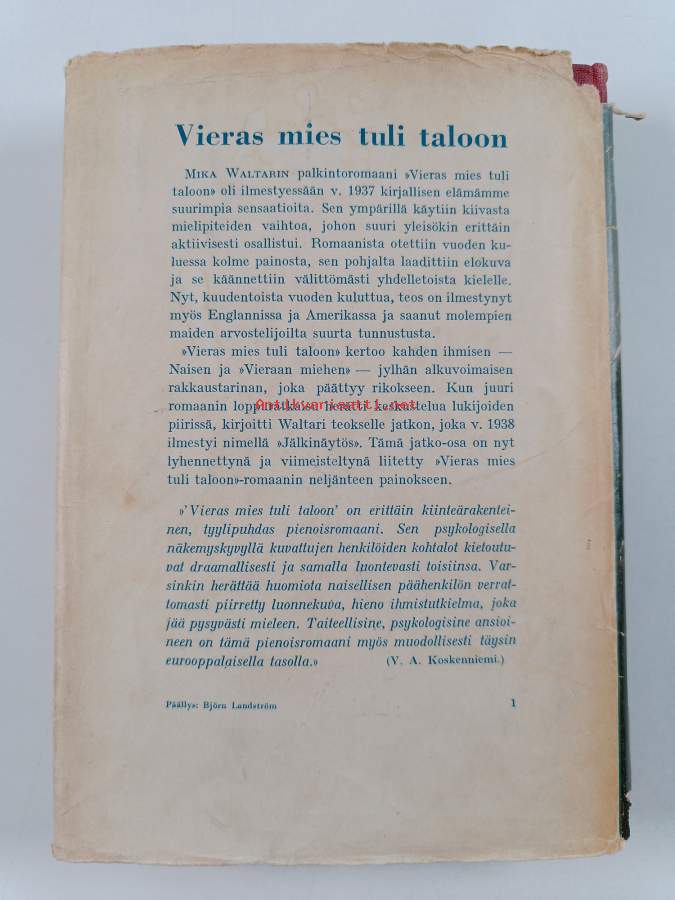 Vieras mies tuli taloon
MIKA WALTARIN palkintoromaani »Vieras mies tuli
taloon» oli ilmestyessään v. 1937 kirjallisen elämämme
suurimpia sensaatioita. Sen ympärillä käytiin kiivasta
mielipiteiden vaihtoa, johon suuri yleisökin erittäin
aktiivisesti osallistui. Romaanista otettiin vuoden ku-
luessa kolme painosta, sen pohjalta laadittiin elokuva
ja se käännettiin välittömästi yhdelletoista kielelle.
Nyt, kuudentoista vuoden kuluttua, teos on ilmestynyt
myös Englannissa ja Amerikassa ja saanut molempien
maiden arvostelijoilta suurta tunnustusta.
»Vieras mies tuli taloon» kertoo kahden ihmisen —
Naisen ja »Vieraan miehen» — jylhän alkuvoimaisen
rakkaustarinan, joka päättyy rikokseen. Kun juuri
romaanin loppuratkaisu herätti keskustelua lukijoiden
Antikvariaatti.net
piirissä, kirjoitti Waltari teokselle jatkon, joka v. 1938
ilmestyi nimellä »Jälkinäytös». Tämä jatko-osa on nyt
lyhennettynä ja viimeisteltynä liitetty »Vieras mies
tuli taloon»-romaanin neljänteen painokseen.
»'Vieras mies tuli taloon' on erittäin kiinteärakentei-
nen, tyylipuhdas pienoisromaani. Sen psykologisella
näkemyskyvyllä kuvattujen henkilöiden kohtalot kietoutu-
vat draamallisesti ja samalla luontevasti toisiinsa. Var-
sinkin herättää huomiota naisellisen päähenkilön verrat-
tomasti piirretty luonnekuva, hieno ihmistutkielma, joka
jää pysyvästi mieleen. Taiteellisine, psykologisine ansioi-
neen on tämä pienoisromaani myös muodollisesti täysin
eurooppalaisella tasolla.» (V. A. Koskenniemi.)
Päällys: Björn Landström 1